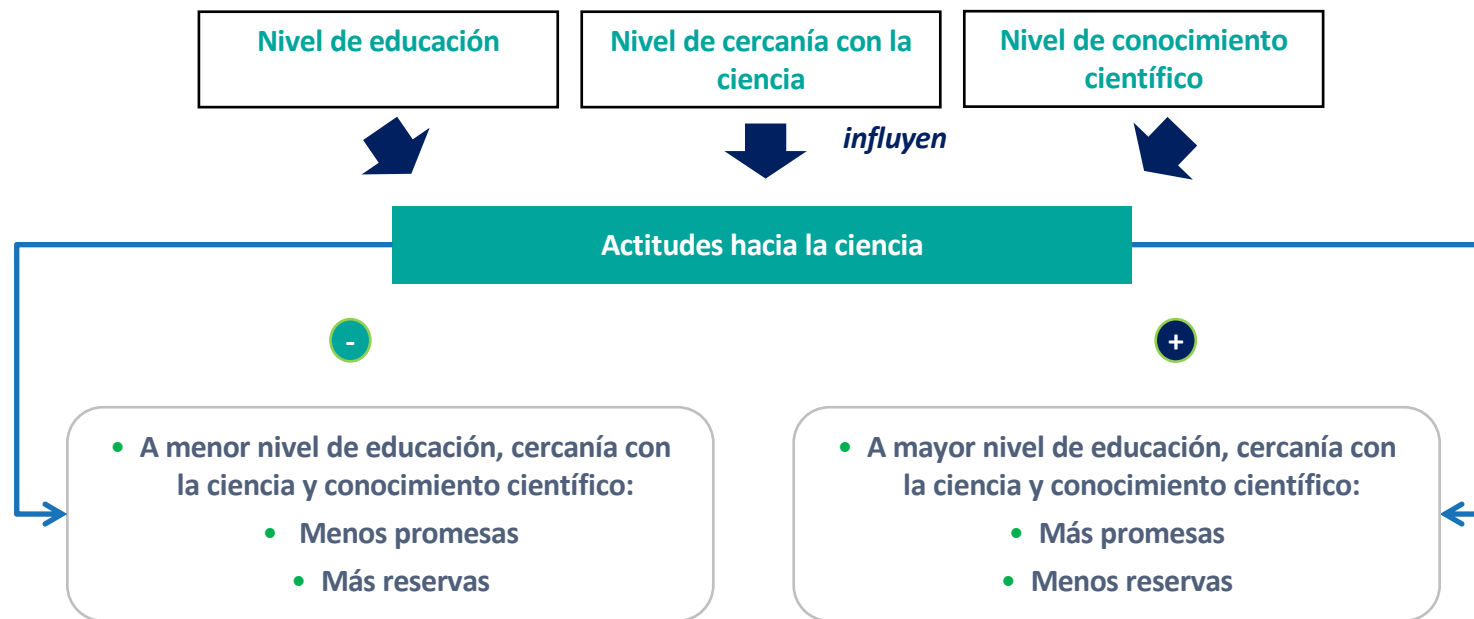 Nivel de educación
Nivel de cercanía con la
ciencia
Nivel de conocimiento
científico
influyen
Actitudes hacia la ciencia
-
+
• A menor nivel de educación, cercanía con
la ciencia y conocimiento científico:
• Menos promesas
• Más reservas
• A mayor nivel de educación, cercanía con
la ciencia y conocimiento científico:
• Más promesas
• Menos reservas